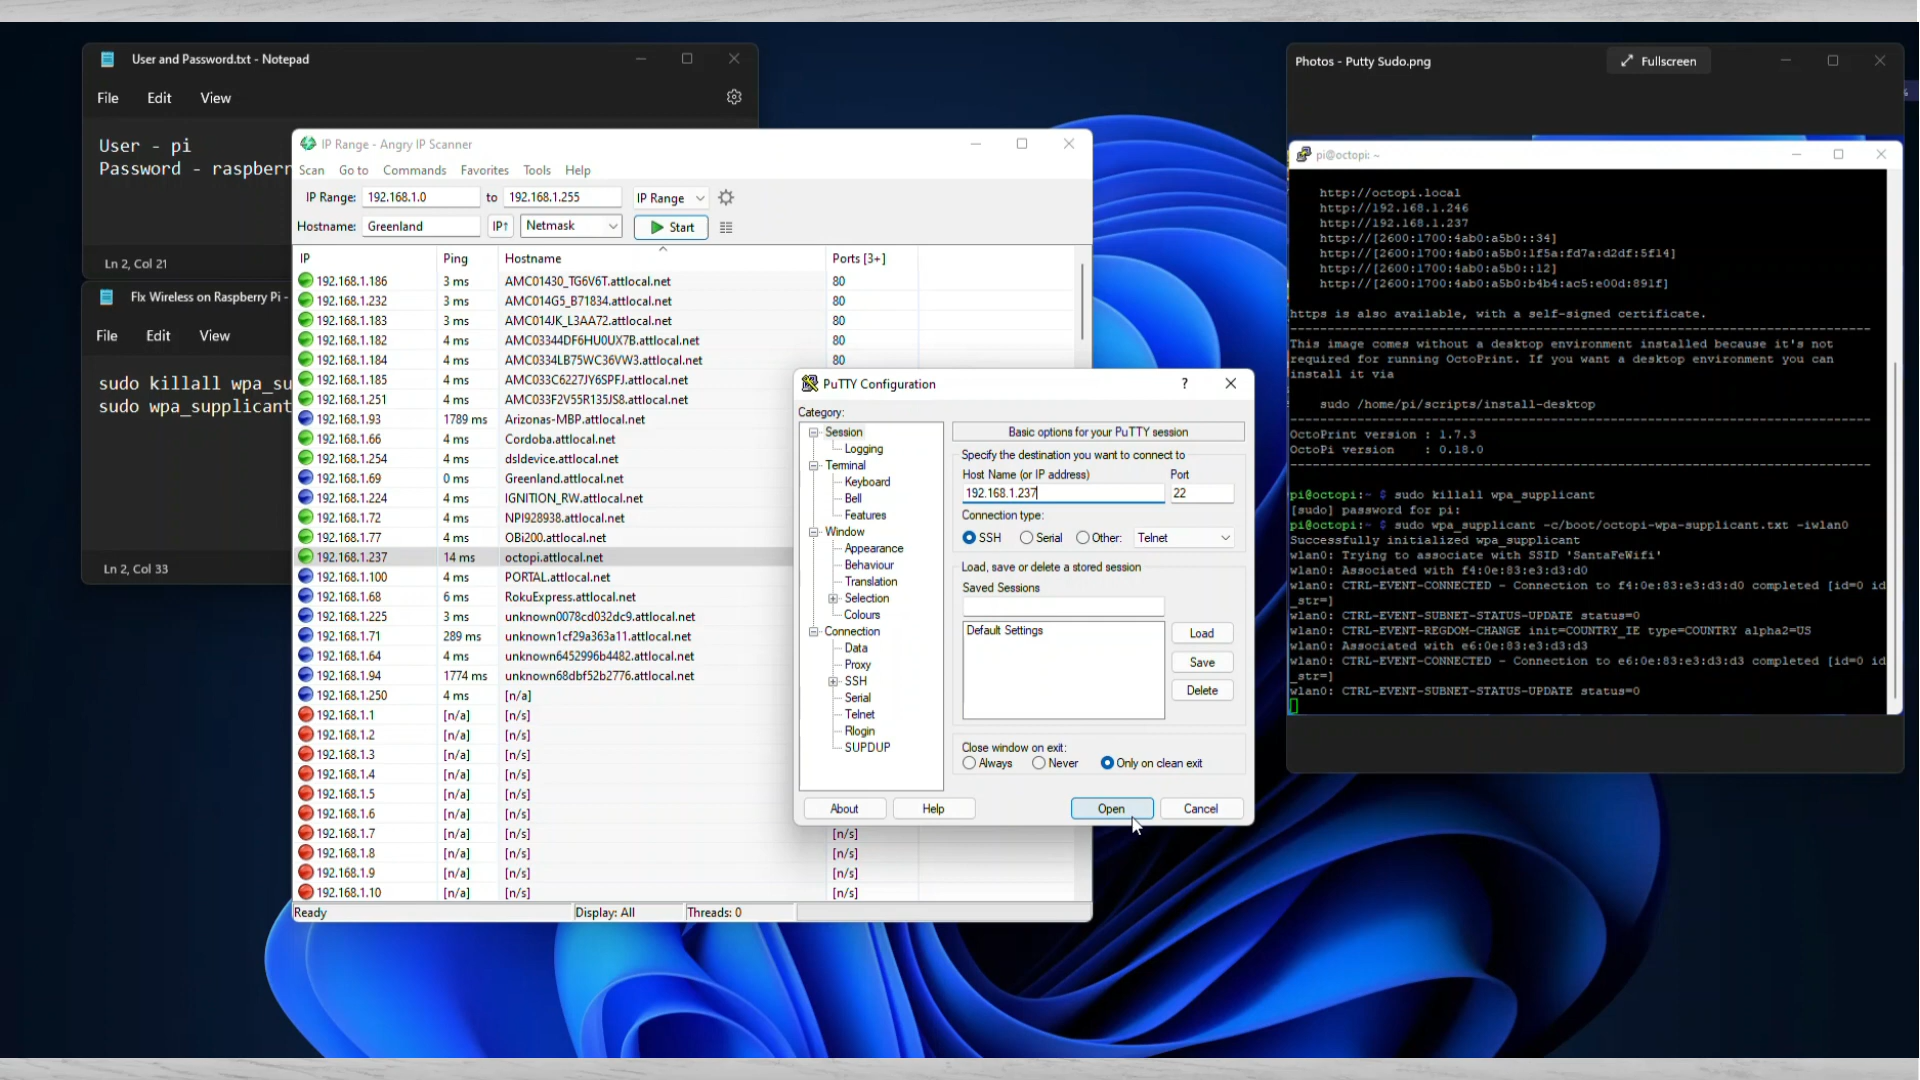 User and Password.txt - Notepad
File Edit View
User - pi
Password - raspberr
Ln 2, Col 21
FIx Wireless on Raspberry Pi -
File Edit View
sudo killall wpa_su
sudo wpa_supplicant
Ln 2, Col 33
IP Range - Angry IP Scanner
Scan Go to Commands Favorites Tools Help
IP Range: 192.168.1.0 to 192.168.1.255 IP Range
Hostname: Greenland IP↑ Netmask Start
IP Ping Hostname Ports [3+]
192.168.1.186 3 ms AMC01430_TG6V6T.attlocal.net 80
192.168.1.232 3 ms AMC014G5_B71834.attlocal.net 80
192.168.1.183 3 ms AMC014JK_L3AA72.attlocal.net 80
192.168.1.182 4 ms AMC03344DF6HU0UX7B.attlocal.net 80
192.168.1.184 4 ms AMC0334LB75WC36VW3.attlocal.net 80
192.168.1.185 4 ms AMC033C6227JY6SPFJ.attlocal.net
192.168.1.251 4 ms AMC033F2V55R135JS8.attlocal.net
192.168.1.93 1789 ms Arizonas-MBP.attlocal.net
192.168.1.66 4 ms Cordoba.attlocal.net
192.168.1.254 4 ms dsldevice.attlocal.net
192.168.1.69 0 ms Greenland.attlocal.net
192.168.1.224 4 ms IGNITION_RW.attlocal.net
192.168.1.72 4 ms NPI928938.attlocal.net
192.168.1.77 4 ms OBi200.attlocal.net
192.168.1.237 14 ms octopi.attlocal.net
192.168.1.100 4 ms PORTAL.attlocal.net
192.168.1.68 6 ms RokuExpress.attlocal.net
192.168.1.225 3 ms unknown0078cd032dc9.attlocal.net
192.168.1.71 289 ms unknown1cf29a363a11.attlocal.net
192.168.1.64 4 ms unknown6452996b4482.attlocal.net
192.168.1.94 1774 ms unknown68dbf52b2776.attlocal.net
192.168.1.250 4 ms [n/a]
192.168.1.1 [n/a] [n/s]
192.168.1.2 [n/a] [n/s]
192.168.1.3 [n/a] [n/s]
192.168.1.4 [n/a] [n/s]
192.168.1.5 [n/a] [n/s]
192.168.1.6 [n/a] [n/s]
192.168.1.7 [n/a] [n/s] [n/s]
192.168.1.8 [n/a] [n/s] [n/s]
192.168.1.9 [n/a] [n/s] [n/s]
192.168.1.10 [n/a] [n/s] [n/s]
Ready Display: All Threads: 0
PuTTY Configuration ?
Category:
Session
Logging
Terminal
Keyboard
Bell
Features
Window
Appearance
Behaviour
Translation
Selection
Colours
Connection
Data
Proxy
SSH
Serial
Telnet
Rlogin
SUPDUP
Basic options for your PuTTY session
Specify the destination you want to connect to
Host Name (or IP address) Port
192.168.1.237 22
Connection type:
SSH Serial Other: Telnet
Load, save or delete a stored session
Saved Sessions
Default Settings
Load
Save
Delete
Close window on exit:
Always Never Only on clean exit
About Help Open Cancel
Photos - Putty Sudo.png Fullscreen
pi@octopi: ~
http://octopi.local
http://192.168.1.246
http://192.168.1.237
http://[2600:1700:4ab0:a5b0::34]
http://[2600:1700:4ab0:a5b0:1f5a:fd7a:d2df:5f14]
http://[2600:1700:4ab0:a5b0::12]
http://[2600:1700:4ab0:a5b0:b4b4:ac5:e00d:891f]
https is also available, with a self-signed certificate.
This image comes without a desktop environment installed because it's not
required for running OctoPrint. If you want a desktop environment you can
install it via
sudo /home/pi/scripts/install-desktop
OctoPrint version : 1.7.3
OctoPi version : 0.18.0
pi@octopi:~ $ sudo killall wpa_supplicant
[sudo] password for pi:
pi@octopi:~ $ sudo wpa_supplicant -c/boot/octopi-wpa-supplicant.txt -iwlan0
Successfully initialized wpa_supplicant
wlan0: Trying to associate with SSID 'SantaFeWifi'
wlan0: Associated with f4:0e:83:e3:d3:d0
wlan0: CTRL-EVENT-CONNECTED - Connection to f4:0e:83:e3:d3:d0 completed [id=0 id
_str=]
wlan0: CTRL-EVENT-SUBNET-STATUS-UPDATE status=0
wlan0: CTRL-EVENT-REGDOM-CHANGE init=COUNTRY_IE type=COUNTRY alpha2=US
wlan0: Associated with e6:0e:83:e3:d3:d3
wlan0: CTRL-EVENT-CONNECTED - Connection to e6:0e:83:e3:d3:d3 completed [id=0 id
_str=]
wlan0: CTRL-EVENT-SUBNET-STATUS-UPDATE status=0